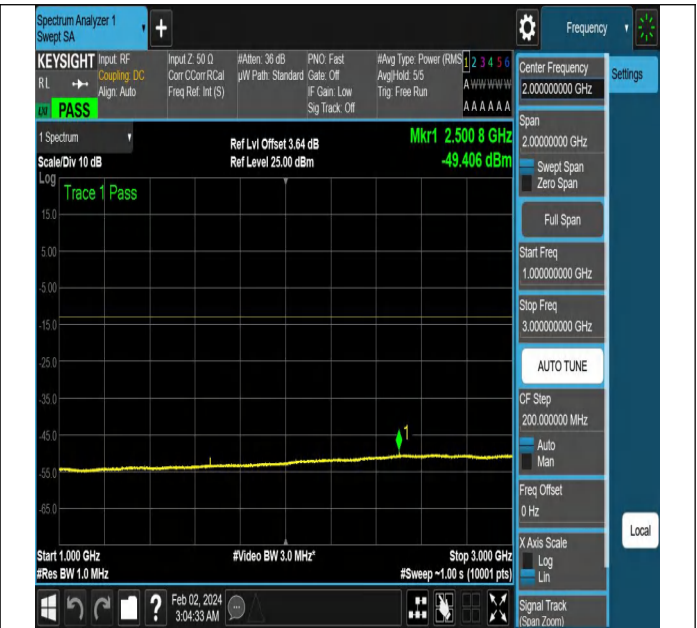 Spectrum Analyzer 1
Swept SA
Frequency
KEYSIGHT
RL
Input: RF
Coupling: DC
Align: Auto
Input Z: 50 Ω
Corr CCorr RCal
Freq Ref: Int (S)
#Atten: 36 dB
µW Path: Standard
PNO: Fast
Gate: Off
IF Gain: Low
Sig Track: Off
#Avg Type: Power (RMS
Avg|Hold: 5/5
Trig: Free Run
1 2 3 4 5 6
A W W W W W
A A A A A A
PASS
1 Spectrum
Scale/Div 10 dB
Log
Ref Lvl Offset 3.64 dB
Ref Level 25.00 dBm
Mkr1 2.500 8 GHz
-49.406 dBm
Trace 1 Pass
15.0
5.00
-5.00
-15.0
-25.0
-35.0
-45.0
-55.0
-65.0
1
1
Start 1.000 GHz
#Res BW 1.0 MHz
#Video BW 3.0 MHz*
Stop 3.000 GHz
#Sweep ~1.00 s (10001 pts)
Feb 02, 2024
3:04:33 AM
Center Frequency
2.000000000 GHz
Settings
Span
2.00000000 GHz
Swept Span
Zero Span
Full Span
Start Freq
1.000000000 GHz
Stop Freq
3.000000000 GHz
AUTO TUNE
CF Step
200.000000 MHz
Auto
Man
Freq Offset
0 Hz
X Axis Scale
Log
Lin
Local
Signal Track
(Span Zoom)